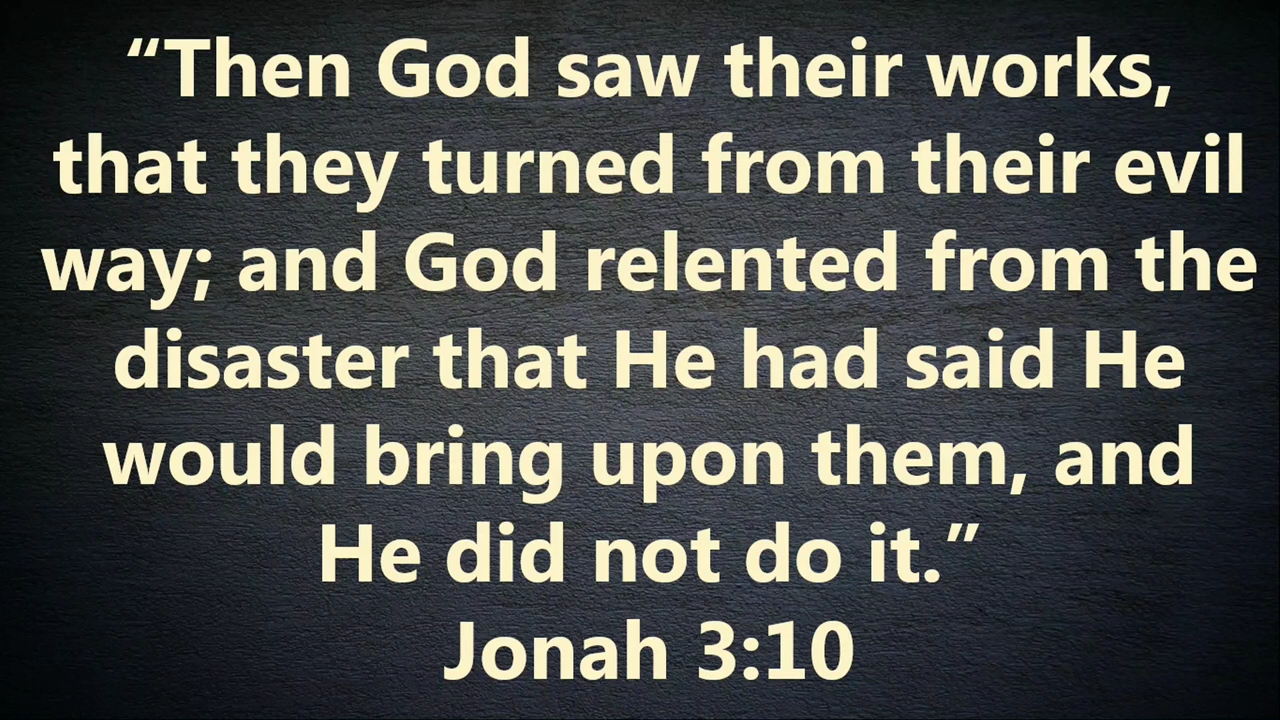 “Then God saw their works,
that they turned from their evil
way; and God relented from the
disaster that He had said He
would bring upon them, and
He did not do it.”
Jonah 3:10